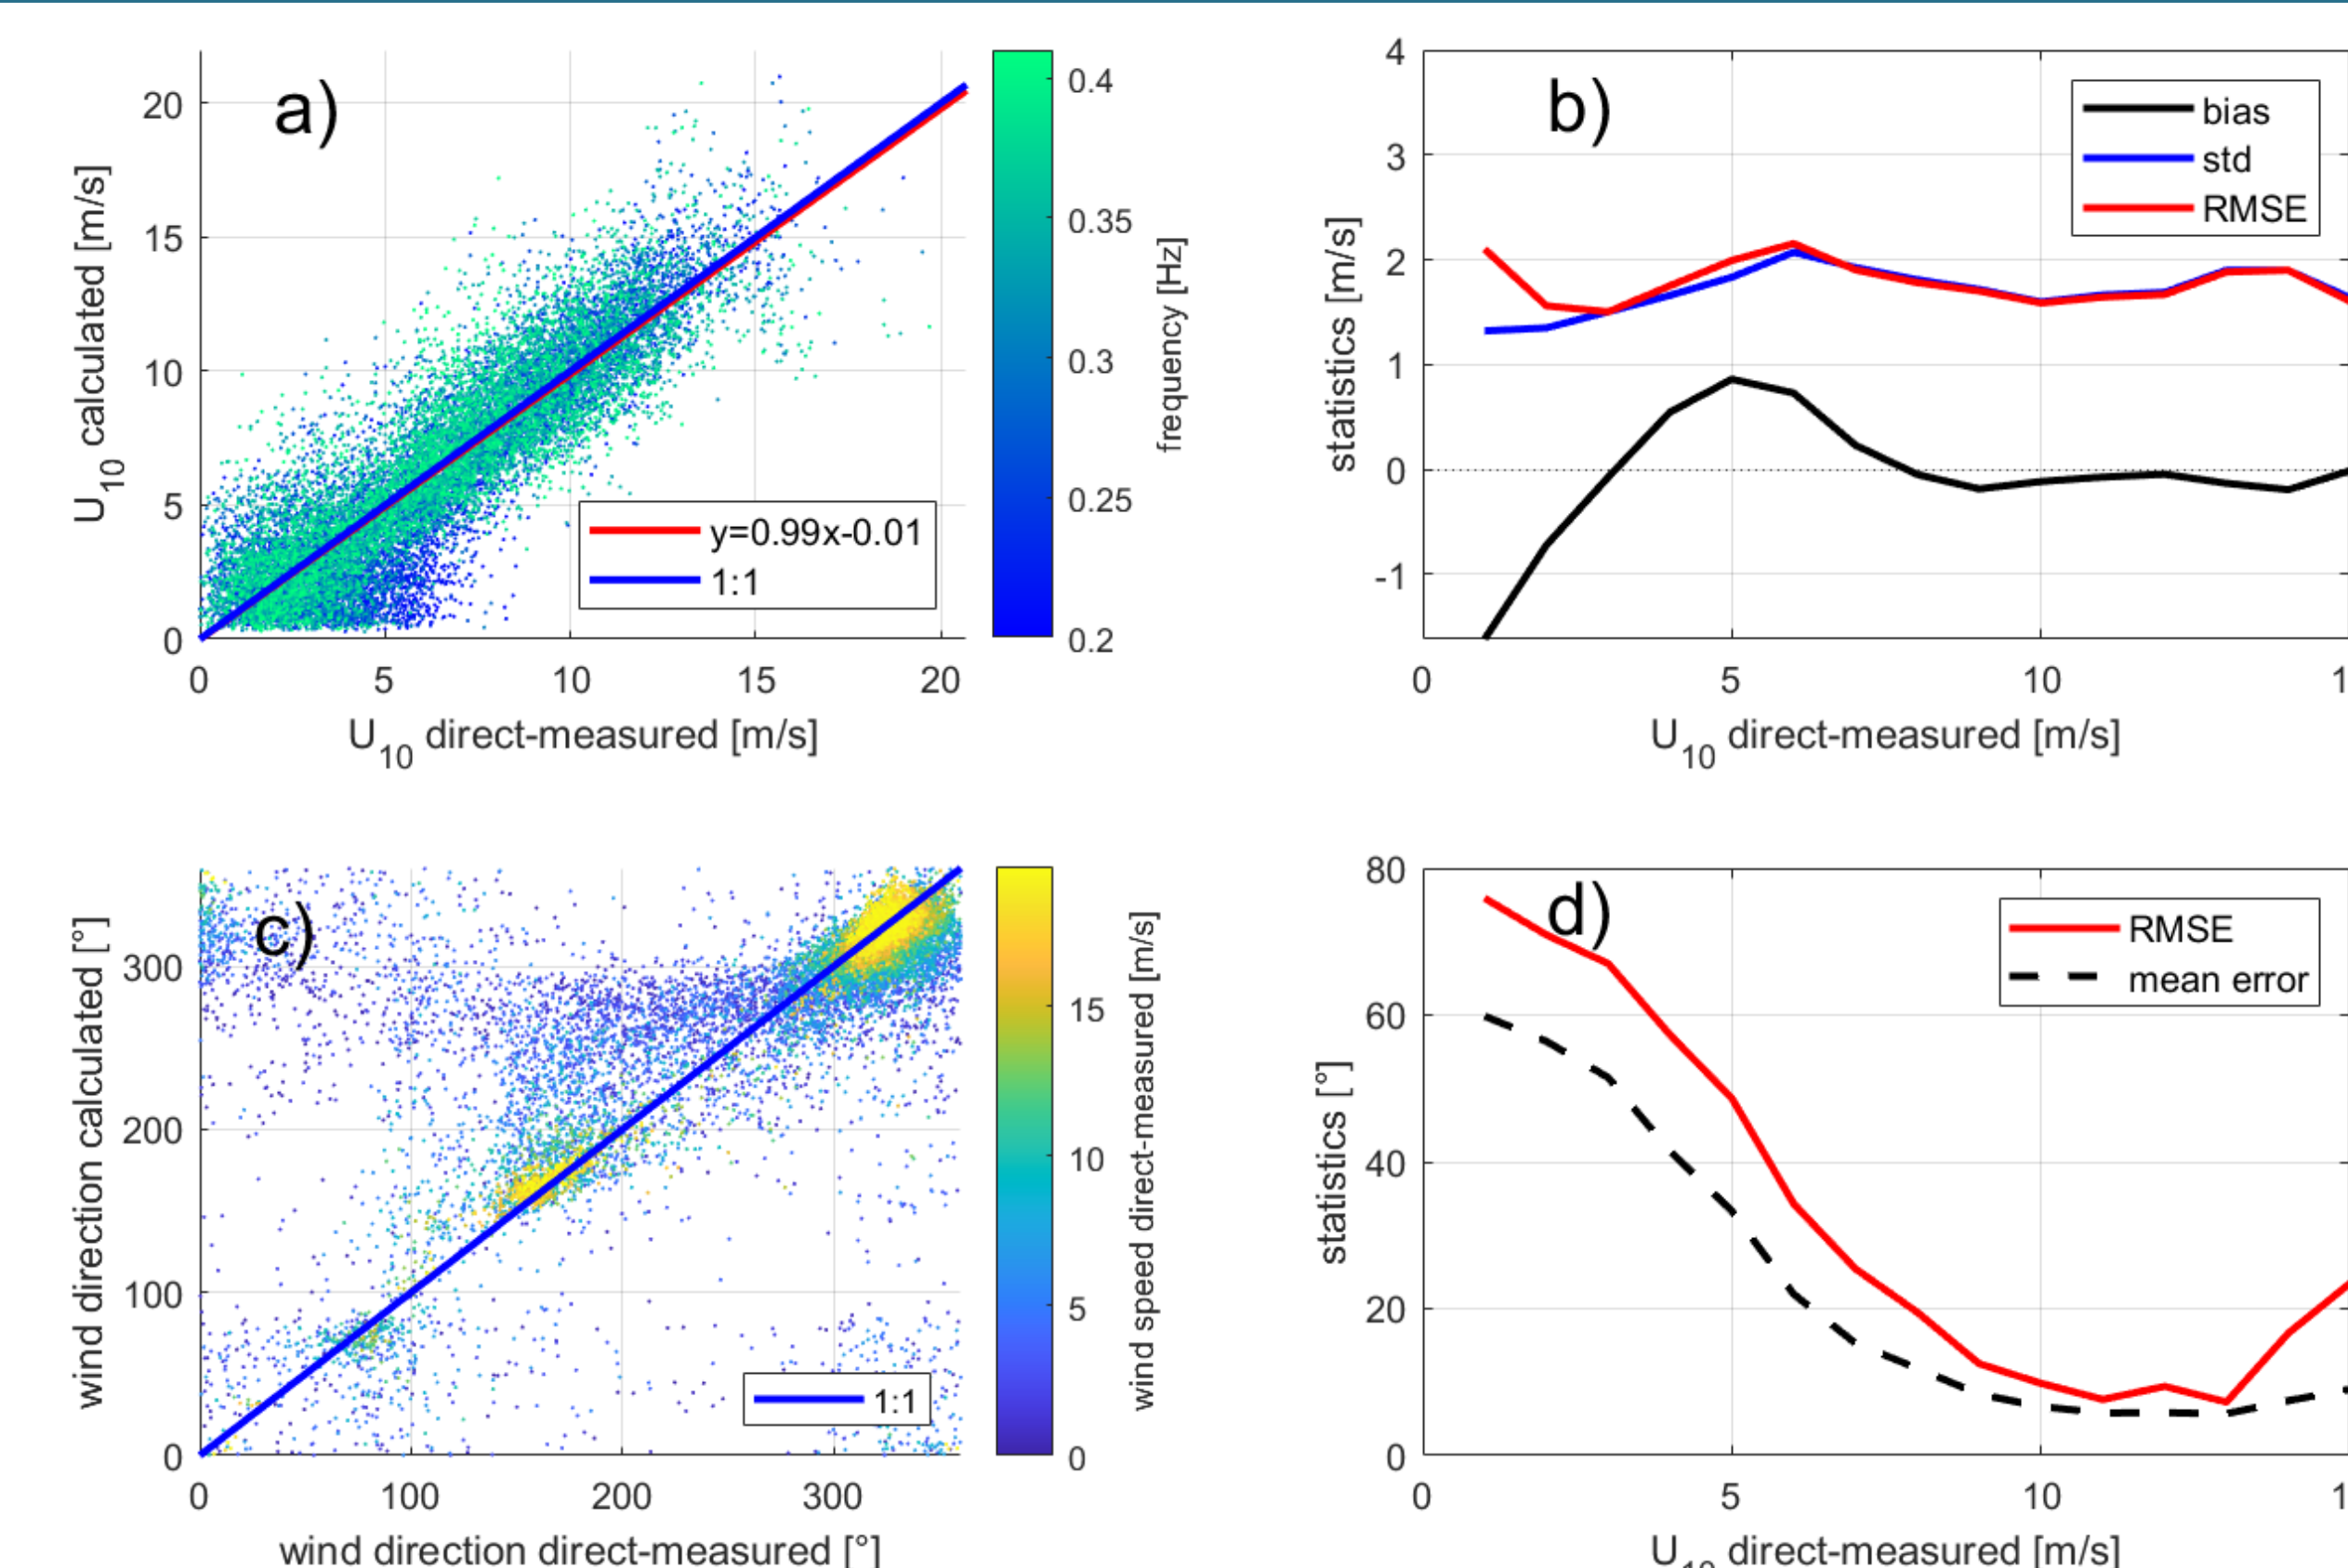 a)
20
15
10
5
0
U10 calculated [m/s]
0 5 10 15 20
U10 direct-measured [m/s]
y=0.99x-0.01
1:1
0.4
0.35
0.3
0.25
0.2
frequency [Hz]
b)
4
3
2
1
0
-1
statistics [m/s]
bias
std
RMSE
0 5 10 1
U10 direct-measured [m/s]
c)
300
200
100
0
wind direction calculated [°]
0 100 200 300
wind direction direct-measured [°]
1:1
15
10
5
0
wind speed direct-measured [m/s]
d)
80
60
40
20
0
statistics [°]
RMSE
mean error
0 5 10 1
U10 direct-measured [m/s]